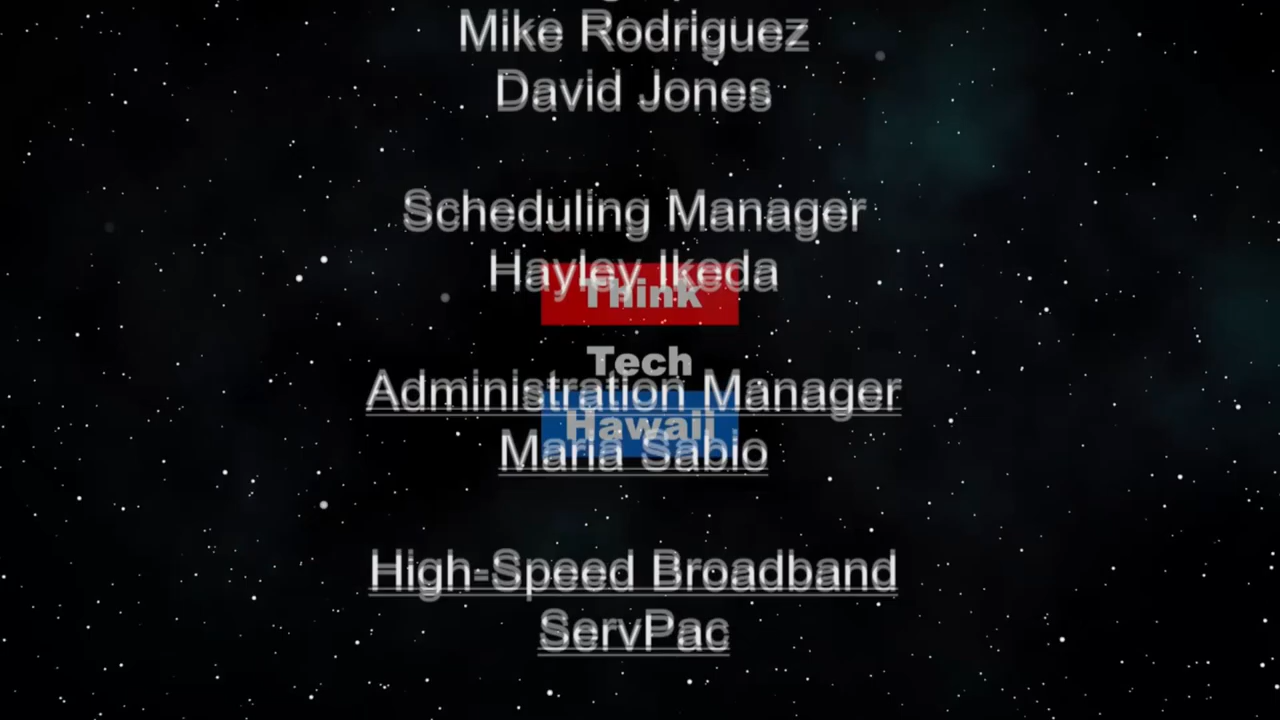 Mike Rodriguez
David Jones
Scheduling Manager
Hayley Ikeda
Think
Tech
Administration Manager
Hawaii
Maria Sabio
High-Speed Broadband
ServPac